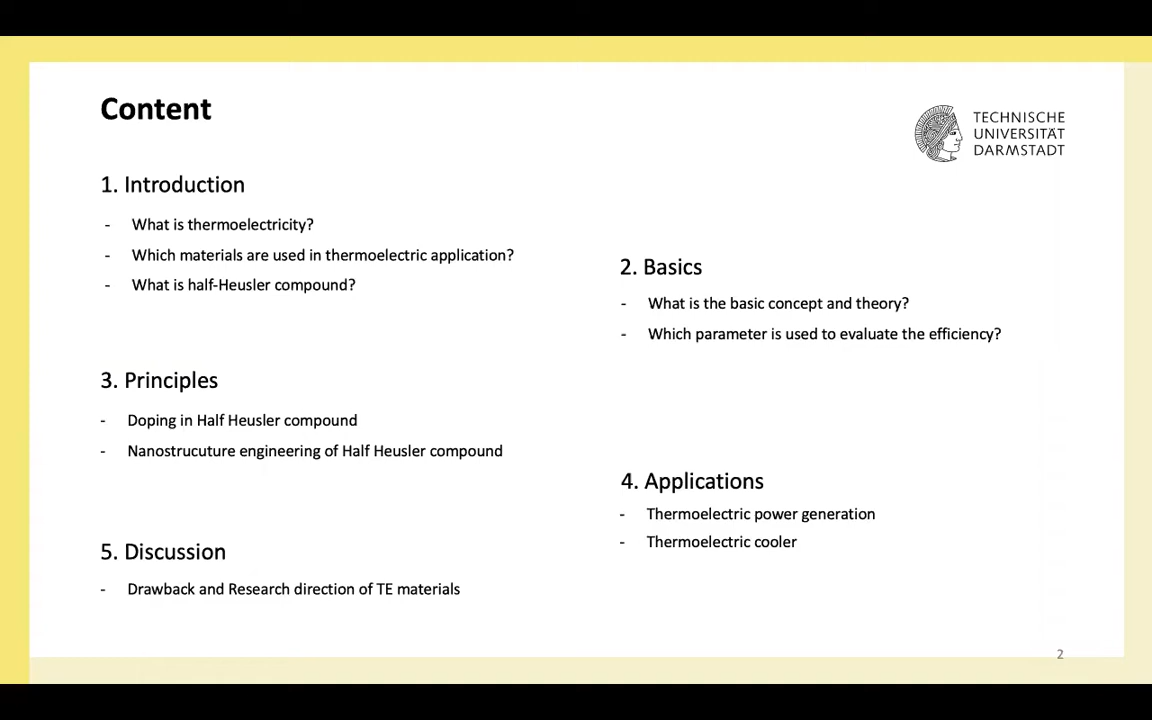 Content
TECHNISCHE
UNIVERSITÄT
DARMSTADT
1. Introduction
- What is thermoelectricity?
- Which materials are used in thermoelectric application?
- What is half-Heusler compound?
2. Basics
- What is the basic concept and theory?
- Which parameter is used to evaluate the efficiency?
3. Principles
- Doping in Half Heusler compound
- Nanostrucuture engineering of Half Heusler compound
4. Applications
- Thermoelectric power generation
- Thermoelectric cooler
5. Discussion
- Drawback and Research direction of TE materials
2